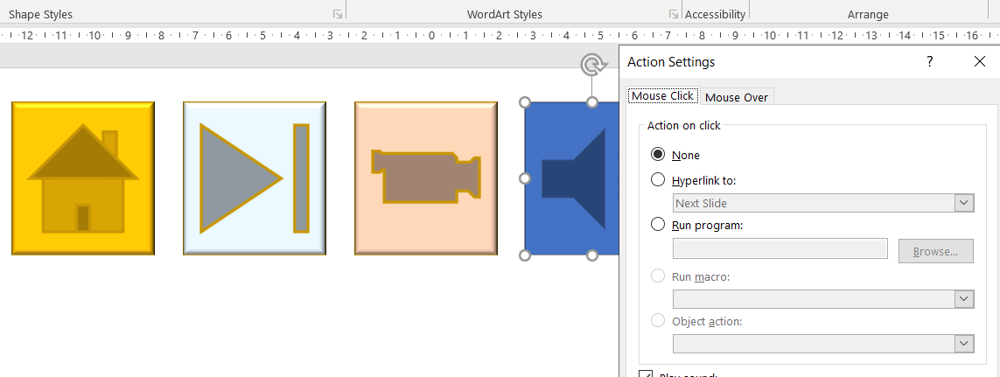 Shape Styles
WordArt Styles
Accessibility
Arrange
12 11 10 9 8 7 6 5 4 3 2 1 0 1 2 3 4 5 6 7 8 9 10 11 12 13 14 15 16
Action Settings
?
Mouse Click
Mouse Over
Action on click
None
Hyperlink to:
Next Slide
Run program:
Browse...
Run macro:
Object action:
Play sound: